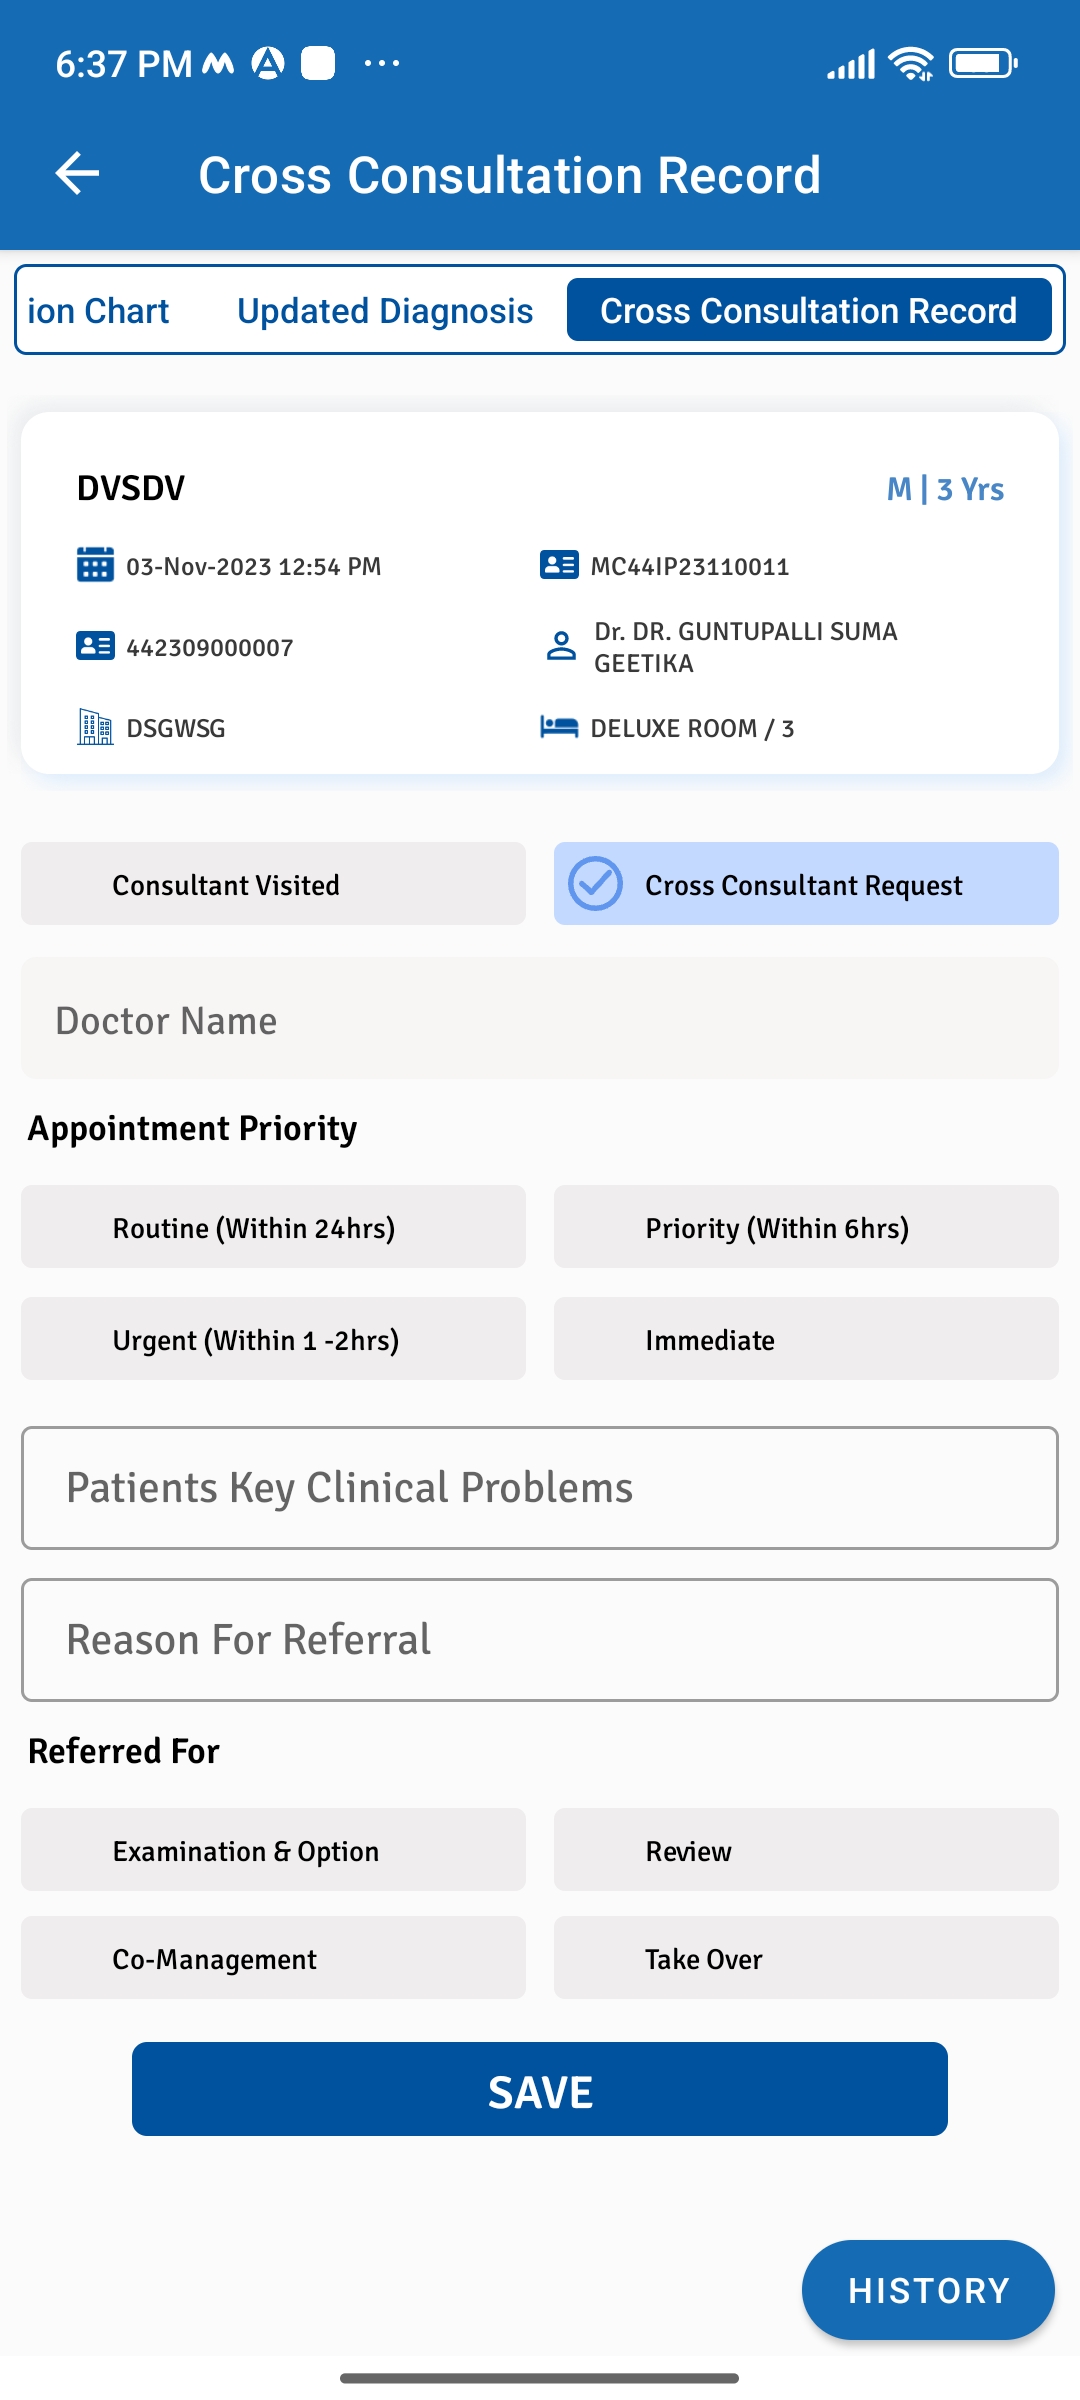 6:37 PM
Cross Consultation Record
ion Chart Updated Diagnosis Cross Consultation Record
DVSDV M | 3 Yrs
03-Nov-2023 12:54 PM MC44IP23110011
442309000007 Dr. DR. GUNTUPALLI SUMA
GEETIKA
DSGWSG DELUXE ROOM / 3
Consultant Visited Cross Consultant Request
Doctor Name
Appointment Priority
Routine (Within 24hrs) Priority (Within 6hrs)
Urgent (Within 1 -2hrs) Immediate
Patients Key Clinical Problems
Reason For Referral
Referred For
Examination & Option Review
Co-Management Take Over
SAVE
HISTORY